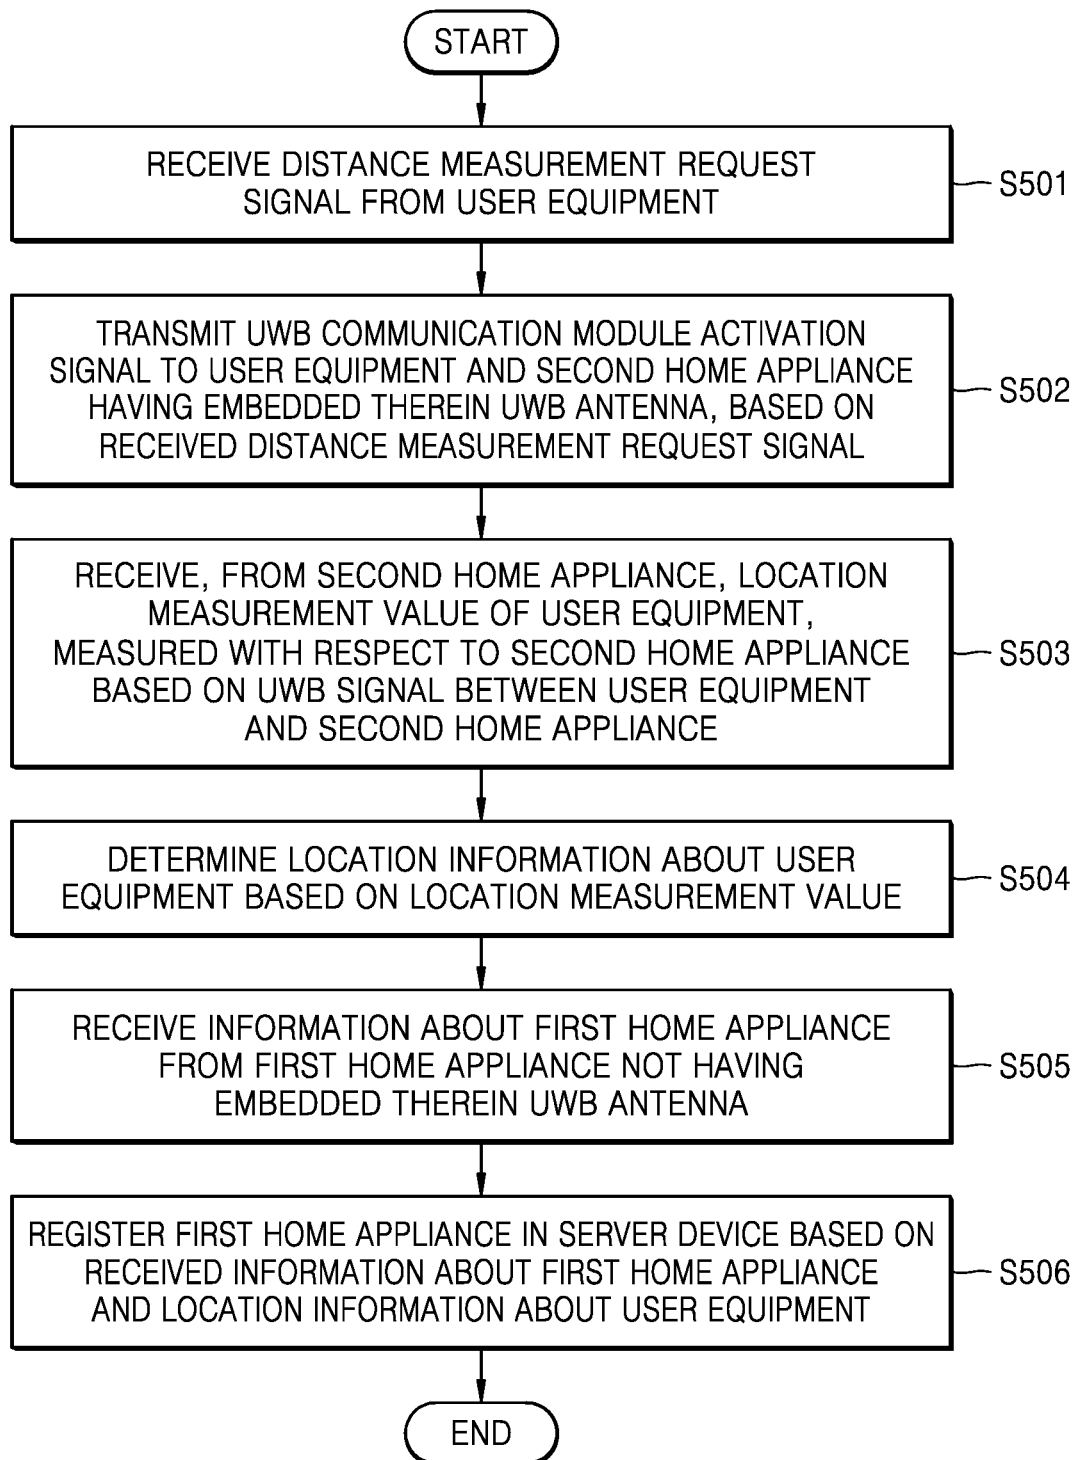 START
RECEIVE DISTANCE MEASUREMENT REQUEST
SIGNAL FROM USER EQUIPMENT
S501
TRANSMIT UWB COMMUNICATION MODULE ACTIVATION
SIGNAL TO USER EQUIPMENT AND SECOND HOME APPLIANCE
HAVING EMBEDDED THEREIN UWB ANTENNA, BASED ON
RECEIVED DISTANCE MEASUREMENT REQUEST SIGNAL
S502
RECEIVE, FROM SECOND HOME APPLIANCE, LOCATION
MEASUREMENT VALUE OF USER EQUIPMENT,
MEASURED WITH RESPECT TO SECOND HOME APPLIANCE
BASED ON UWB SIGNAL BETWEEN USER EQUIPMENT
AND SECOND HOME APPLIANCE
S503
DETERMINE LOCATION INFORMATION ABOUT USER
EQUIPMENT BASED ON LOCATION MEASUREMENT VALUE
S504
RECEIVE INFORMATION ABOUT FIRST HOME APPLIANCE
FROM FIRST HOME APPLIANCE NOT HAVING
EMBEDDED THEREIN UWB ANTENNA
S505
REGISTER FIRST HOME APPLIANCE IN SERVER DEVICE BASED ON
RECEIVED INFORMATION ABOUT FIRST HOME APPLIANCE
AND LOCATION INFORMATION ABOUT USER EQUIPMENT
S506
END